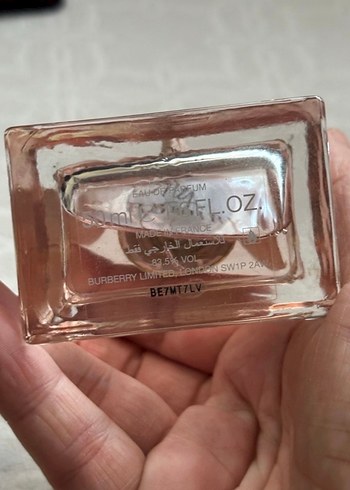 EAU DE PARFUM
ml FL.OZ.
MADE IN FRANCE
للاستعمال الخارجي فقط
83.5% VOL
BURBERRY LIMITED, LONDON SW1P 2AW
BE7MT7LV